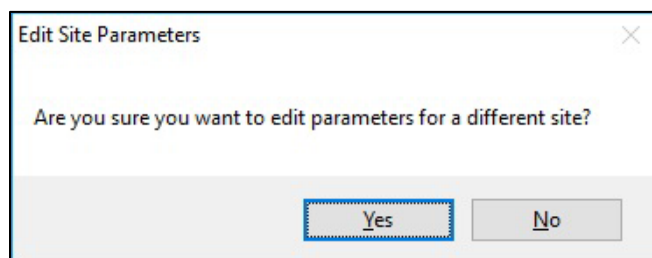 Edit Site Parameters
Are you sure you want to edit parameters for a different site?
Yes No